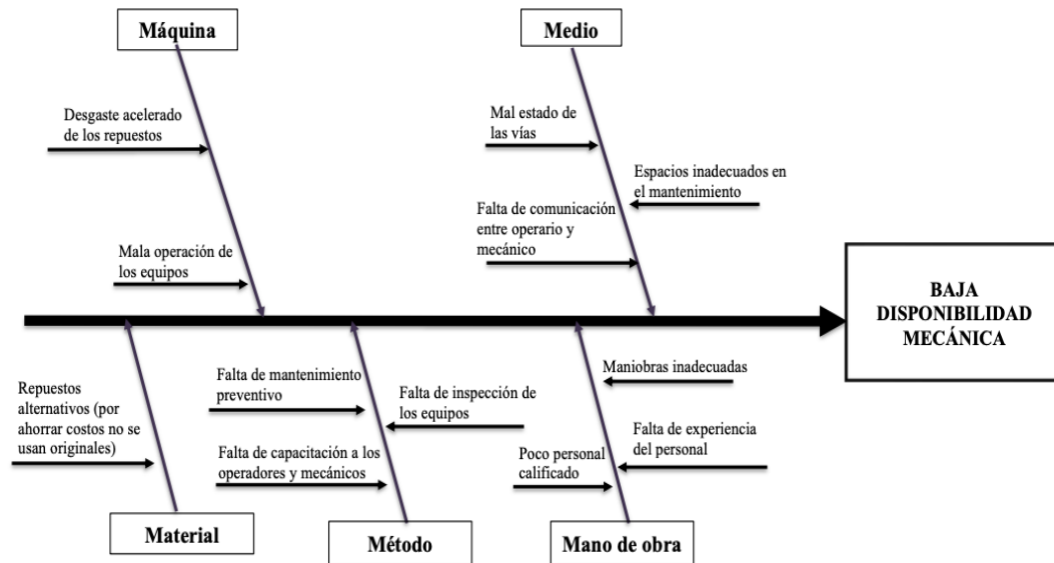 Máquina
Medio
Desgaste acelerado
de los repuestos
Mal estado de
las vías
Espacios inadecuados en
el mantenimiento
Falta de comunicación
entre operario y
mecánico
Mala operación de
los equipos
BAJA
DISPONIBILIDAD
MECÁNICA
Repuestos
alternativos (por
ahorrar costos no se
usan originales)
Falta de mantenimiento
preventivo
Falta de inspección de
los equipos
Falta de capacitación a los
operadores y mecánicos
Maniobras inadecuadas
Falta de experiencia
del personal
Poco personal
calificado
Material
Método
Mano de obra